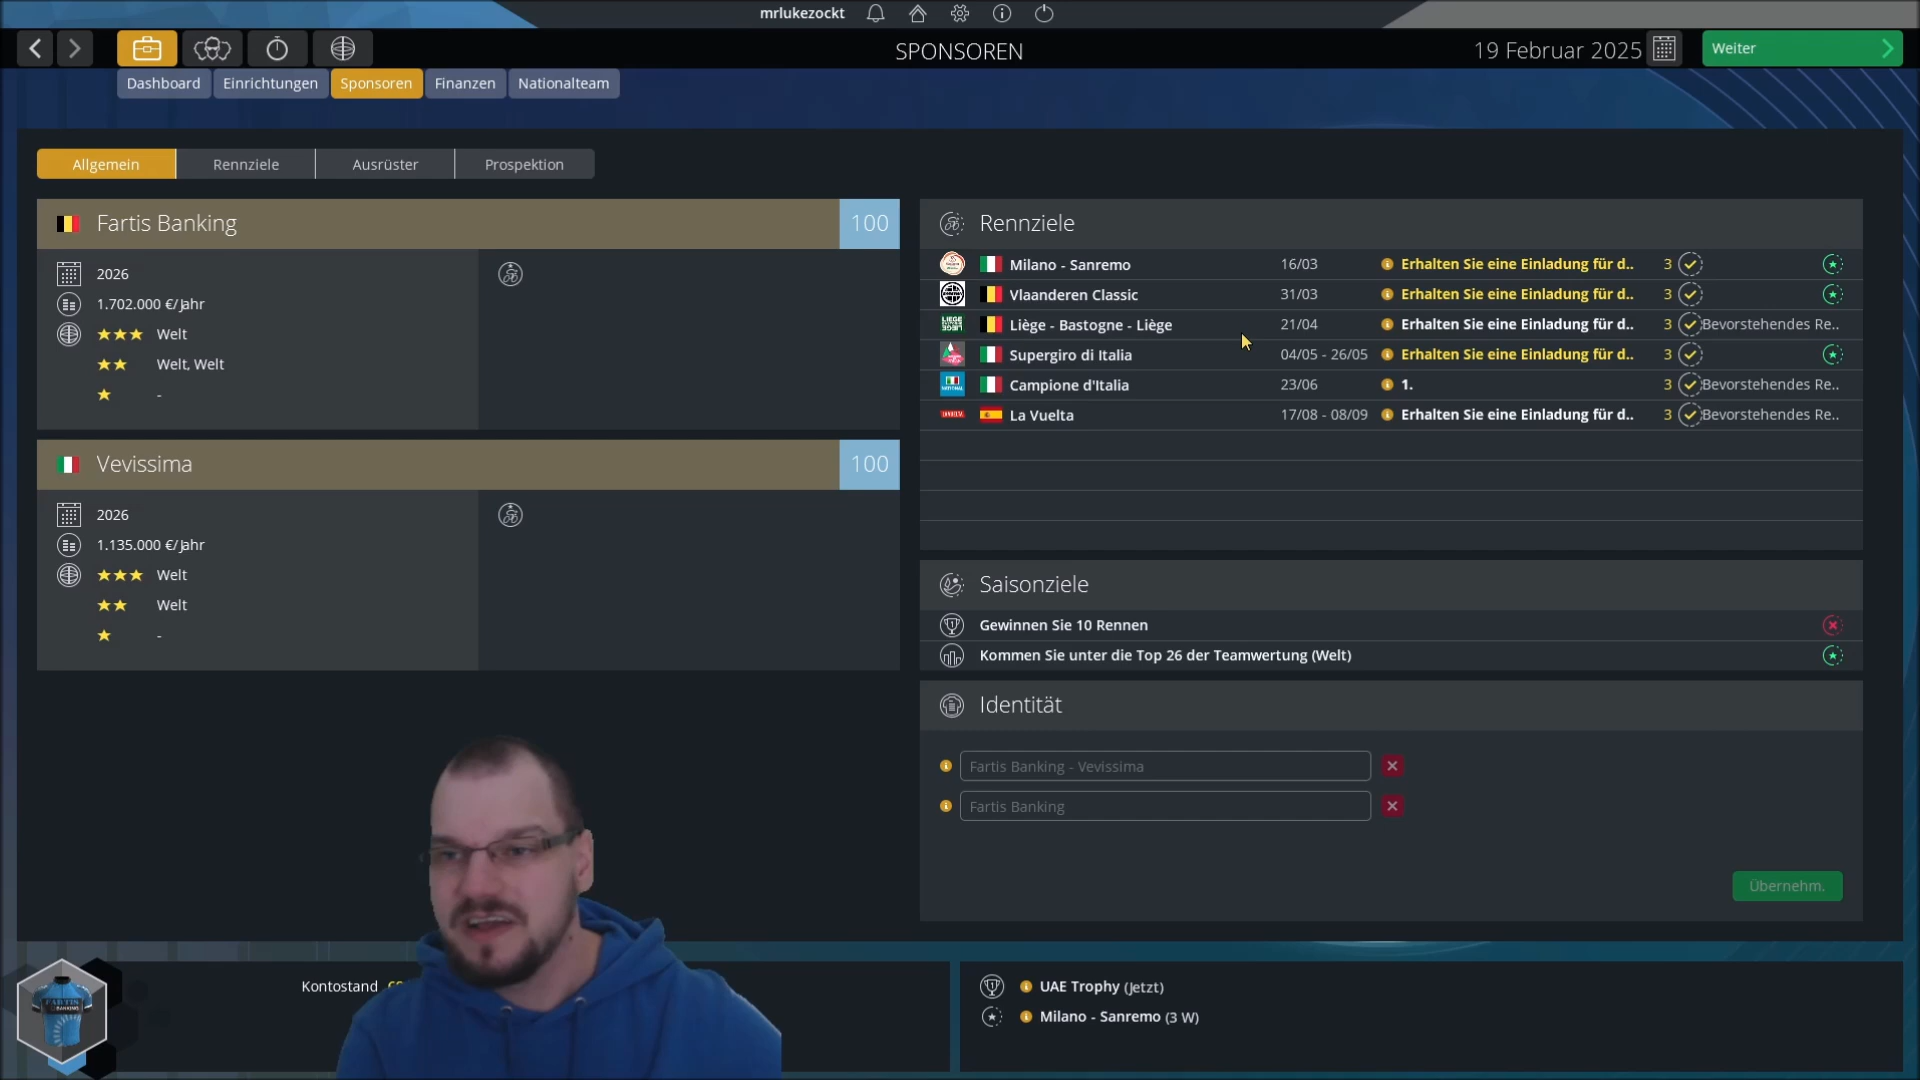 mrlukezockt
SPONSOREN
19 Februar 2025
Weiter
Dashboard
Einrichtungen
Sponsoren
Finanzen
Nationalteam
Allgemein
Rennziele
Ausrüster
Prospektion
Fartis Banking
100
2026
1.702.000 €/Jahr
Welt
Welt, Welt
-
Vevissima
100
2026
1.135.000 €/Jahr
Welt
Welt
-
Rennziele
Milano - Sanremo 16/03 Erhalten Sie eine Einladung für d.. 3
Vlaanderen Classic 31/03 Erhalten Sie eine Einladung für d.. 3
Liège - Bastogne - Liège 21/04 Erhalten Sie eine Einladung für d.. 3 Bevorstehendes Re..
Supergiro di Italia 04/05 - 26/05 Erhalten Sie eine Einladung für d.. 3
Campione d'Italia 23/06 1. 3 Bevorstehendes Re..
La Vuelta 17/08 - 08/09 Erhalten Sie eine Einladung für d.. 3 Bevorstehendes Re..
Saisonziele
Gewinnen Sie 10 Rennen
Kommen Sie unter die Top 26 der Teamwertung (Welt)
Identität
Fartis Banking - Vevissima
Fartis Banking
Übernehm.
Kontostand
UAE Trophy (Jetzt)
Milano - Sanremo (3 W)
FARTIS
BANKING